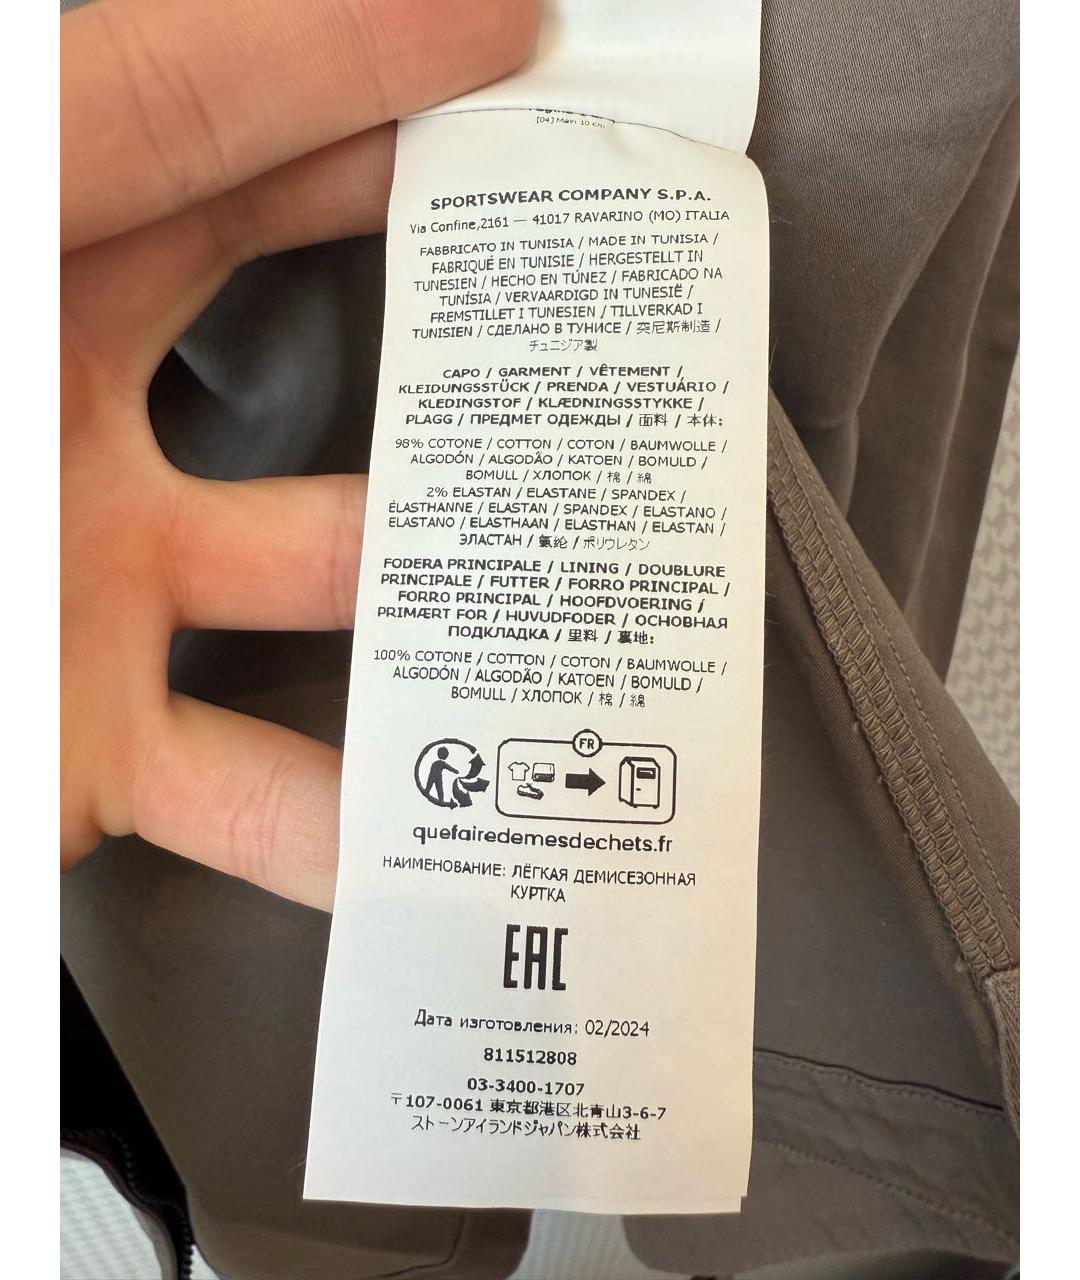 [04] Main 10 cm
SPORTSWEAR COMPANY S.P.A.
Via Confine,2161 — 41017 RAVARINO (MO) ITALIA
FABBRICATO IN TUNISIA / MADE IN TUNISIA /
FABRIQUÉ EN TUNISIE / HERGESTELLT IN
TUNESIEN / HECHO EN TÚNEZ / FABRICADO NA
TUNÍSIA / VERVAARDIGD IN TUNESIË /
FREMSTILLET I TUNESIEN / TILLVERKAD I
TUNISIEN / СДЕЛАНО В ТУНИСЕ / 突尼斯制造 /
チュニジア製
CAPO / GARMENT / VÊTEMENT /
KLEIDUNGSSTÜCK / PRENDA / VESTUÁRIO /
KLEDINGSTOF / KLÆDNINGSSTYKKE /
PLAGG / ПРЕДМЕТ ОДЕЖДЫ / 面料 / 本体:
98% COTONE / COTTON / COTON / BAUMWOLLE /
ALGODÓN / ALGODÃO / KATOEN / BOMULD /
BOMULL / ХЛОПОК / 棉 / 綿
2% ELASTAN / ELASTANE / SPANDEX /
ÉLASTHANNE / ELASTAN / SPANDEX / ELASTANO /
ELASTANO / ELASTHAAN / ELASTHAN / ELASTAN /
ЭЛАСТАН / 氨纶 / ポリウレタン
FODERA PRINCIPALE / LINING / DOUBLURE
PRINCIPALE / FUTTER / FORRO PRINCIPAL /
FORRO PRINCIPAL / HOOFDVOERING /
PRIMÆRT FOR / HUVUDFODER / ОСНОВНАЯ
ПОДКЛАДКА / 里料 / 裏地:
100% COTONE / COTTON / COTON / BAUMWOLLE /
ALGODÓN / ALGODÃO / KATOEN / BOMULD /
BOMULL / ХЛОПОК / 棉 / 綿
FR
quefairedemesdechets.fr
НАИМЕНОВАНИЕ: ЛЁГКАЯ ДЕМИСЕЗОННАЯ
КУРТКА
EAC
Дата изготовления: 02/2024
811512808
03-3400-1707
〒107-0061 東京都港区北青山3-6-7
ストーンアイランドジャパン株式会社